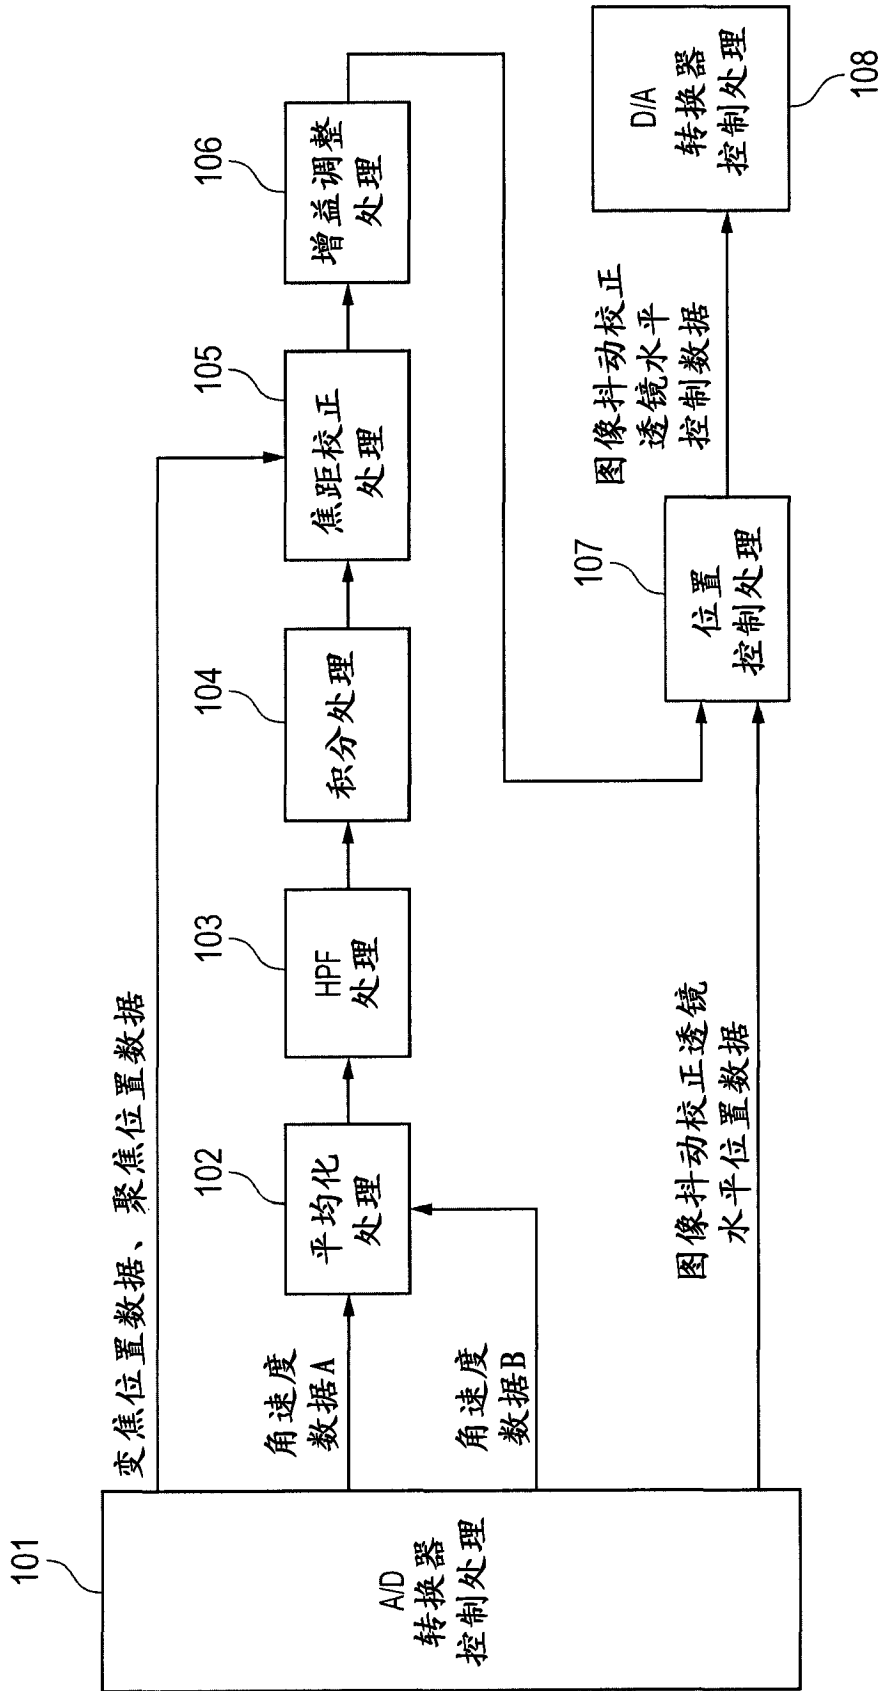 101
A/D
转换器
控制处理
变焦位置数据、聚焦位置数据
角速度
数据A
角速度
数据B
102
平均化
处理
103
HPF
处理
104
积分处理
105
焦距校正
处理
106
增益调整
处理
图像抖动校正透镜
水平位置数据
107
位置
控制处理
图像抖动校正
透镜水平
控制数据
D/A
转换器
控制处理
108